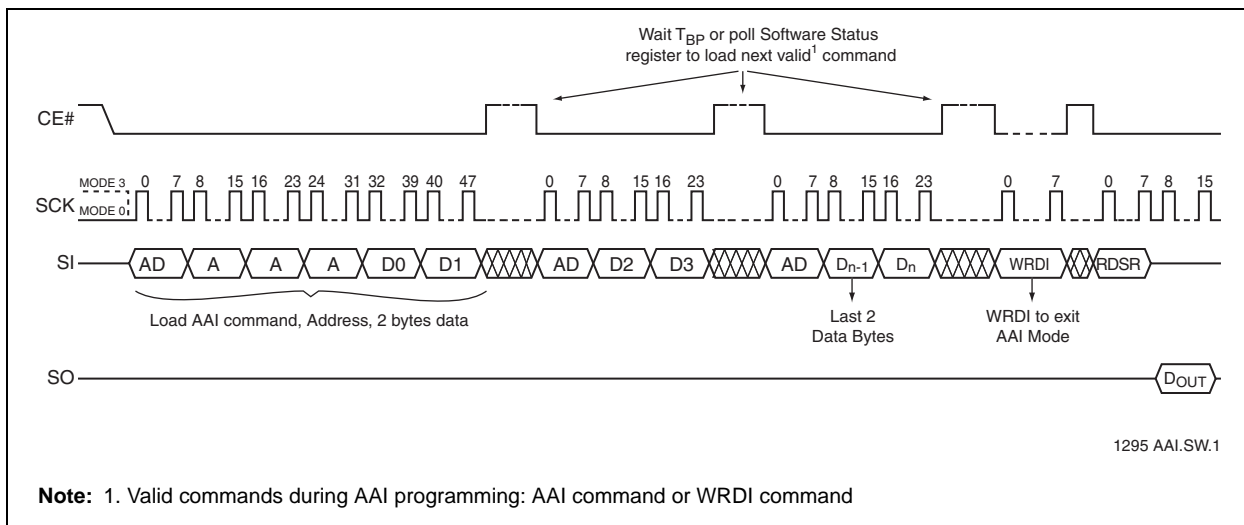 Wait TBP or poll Software Status
register to load next valid1 command
CE#
MODE 3 0 7 8 15 16 23 24 31 32 39 40 47 0 7 8 15 16 23 0 7 8 15 16 23 0 7 0 7 8 15
SCK MODE 0
SI AD A A A D0 D1 AD D2 D3 AD Dn-1 Dn WRDI RDSR
Load AAI command, Address, 2 bytes data
Last 2
Data Bytes
WRDI to exit
AAI Mode
SO DOUT
1295 AAI.SW.1
Note: 1. Valid commands during AAI programming: AAI command or WRDI command